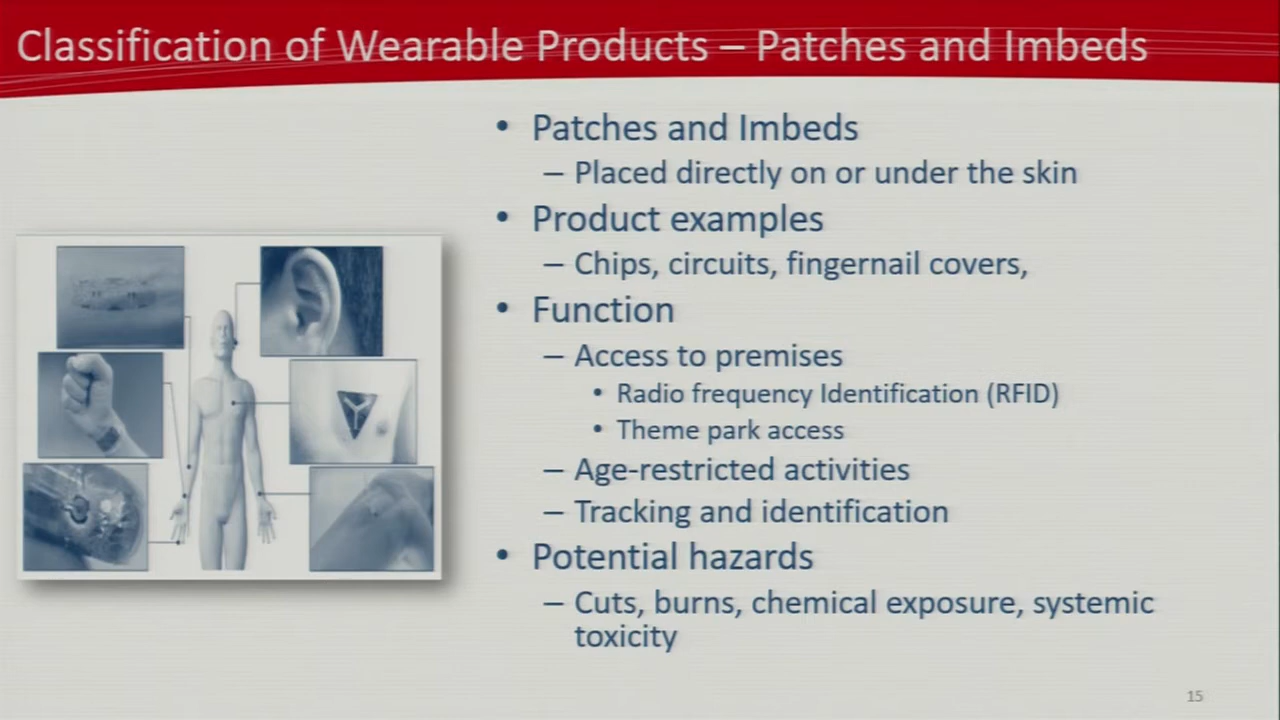 Classification of Wearable Products – Patches and Imbeds
• Patches and Imbeds
– Placed directly on or under the skin
• Product examples
– Chips, circuits, fingernail covers,
• Function
– Access to premises
• Radio frequency Identification (RFID)
• Theme park access
– Age-restricted activities
– Tracking and identification
• Potential hazards
– Cuts, burns, chemical exposure, systemic
toxicity
15